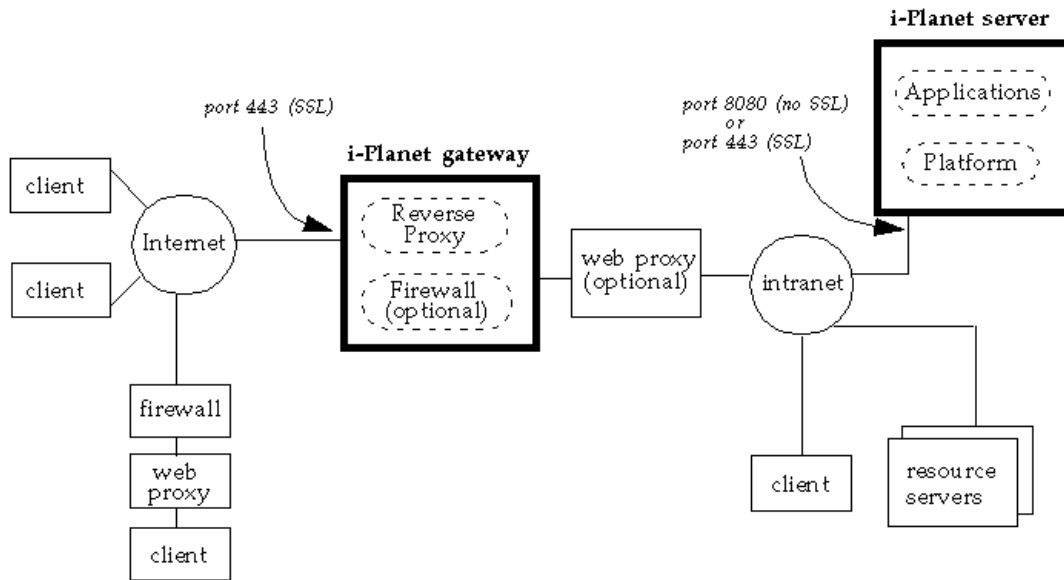 i-Planet server
Applications
Platform
port 443 (SSL)
port 8080 (no SSL)
or
port 443 (SSL)
i-Planet gateway
Reverse
Proxy
Firewall
(optional)
client
Internet
client
web proxy
(optional)
intranet
firewall
web
proxy
client
client
resource
servers